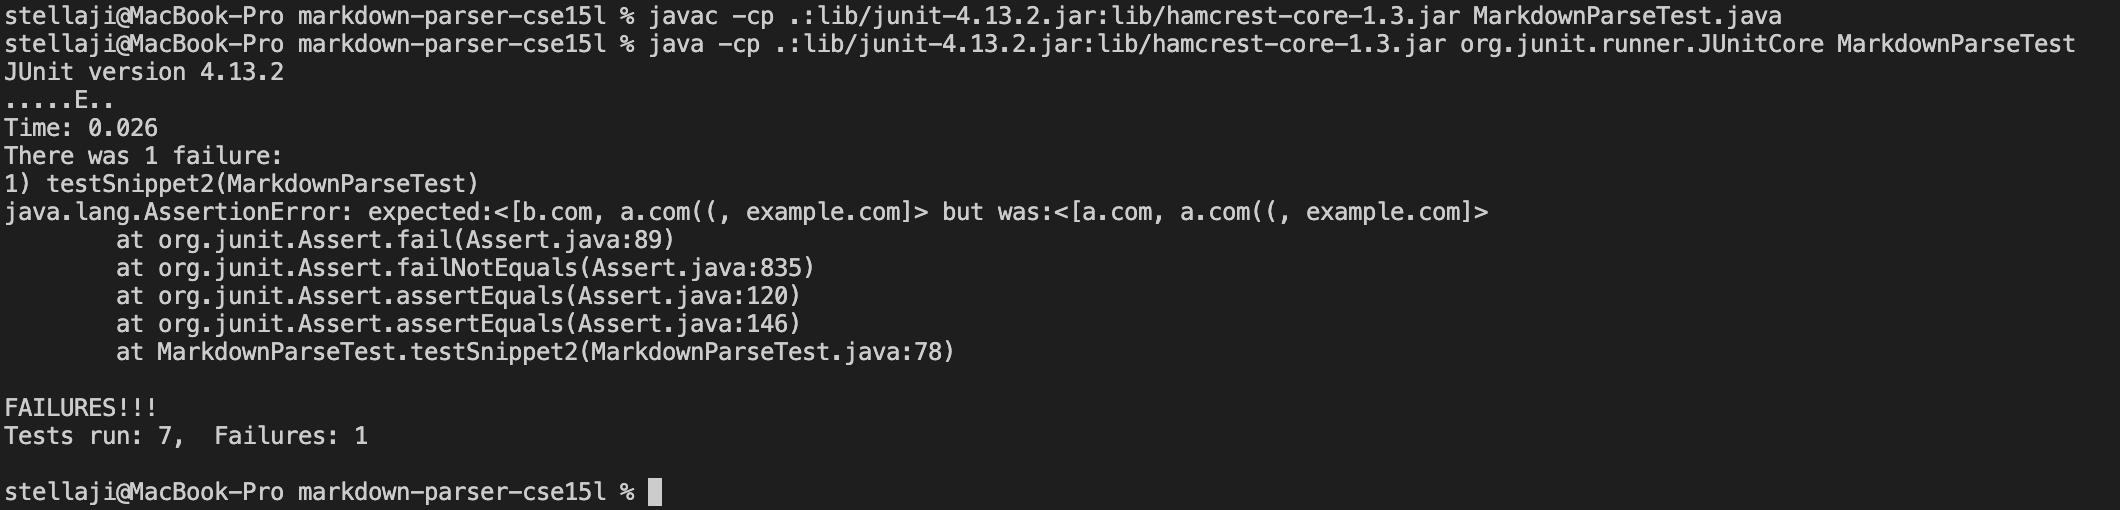 stellaji@MacBook-Pro markdown-parser-cse15l % javac -cp .:lib/junit-4.13.2.jar:lib/hamcrest-core-1.3.jar MarkdownParseTest.java
stellaji@MacBook-Pro markdown-parser-cse15l % java -cp .:lib/junit-4.13.2.jar:lib/hamcrest-core-1.3.jar org.junit.runner.JUnitCore MarkdownParseTest
JUnit version 4.13.2
.....E..
Time: 0.026
There was 1 failure:
1) testSnippet2(MarkdownParseTest)
java.lang.AssertionError: expected:<[b.com, a.com((, example.com]> but was:<[a.com, a.com((, example.com]>
        at org.junit.Assert.fail(Assert.java:89)
        at org.junit.Assert.failNotEquals(Assert.java:835)
        at org.junit.Assert.assertEquals(Assert.java:120)
        at org.junit.Assert.assertEquals(Assert.java:146)
        at MarkdownParseTest.testSnippet2(MarkdownParseTest.java:78)

FAILURES!!!
Tests run: 7,  Failures: 1

stellaji@MacBook-Pro markdown-parser-cse15l %